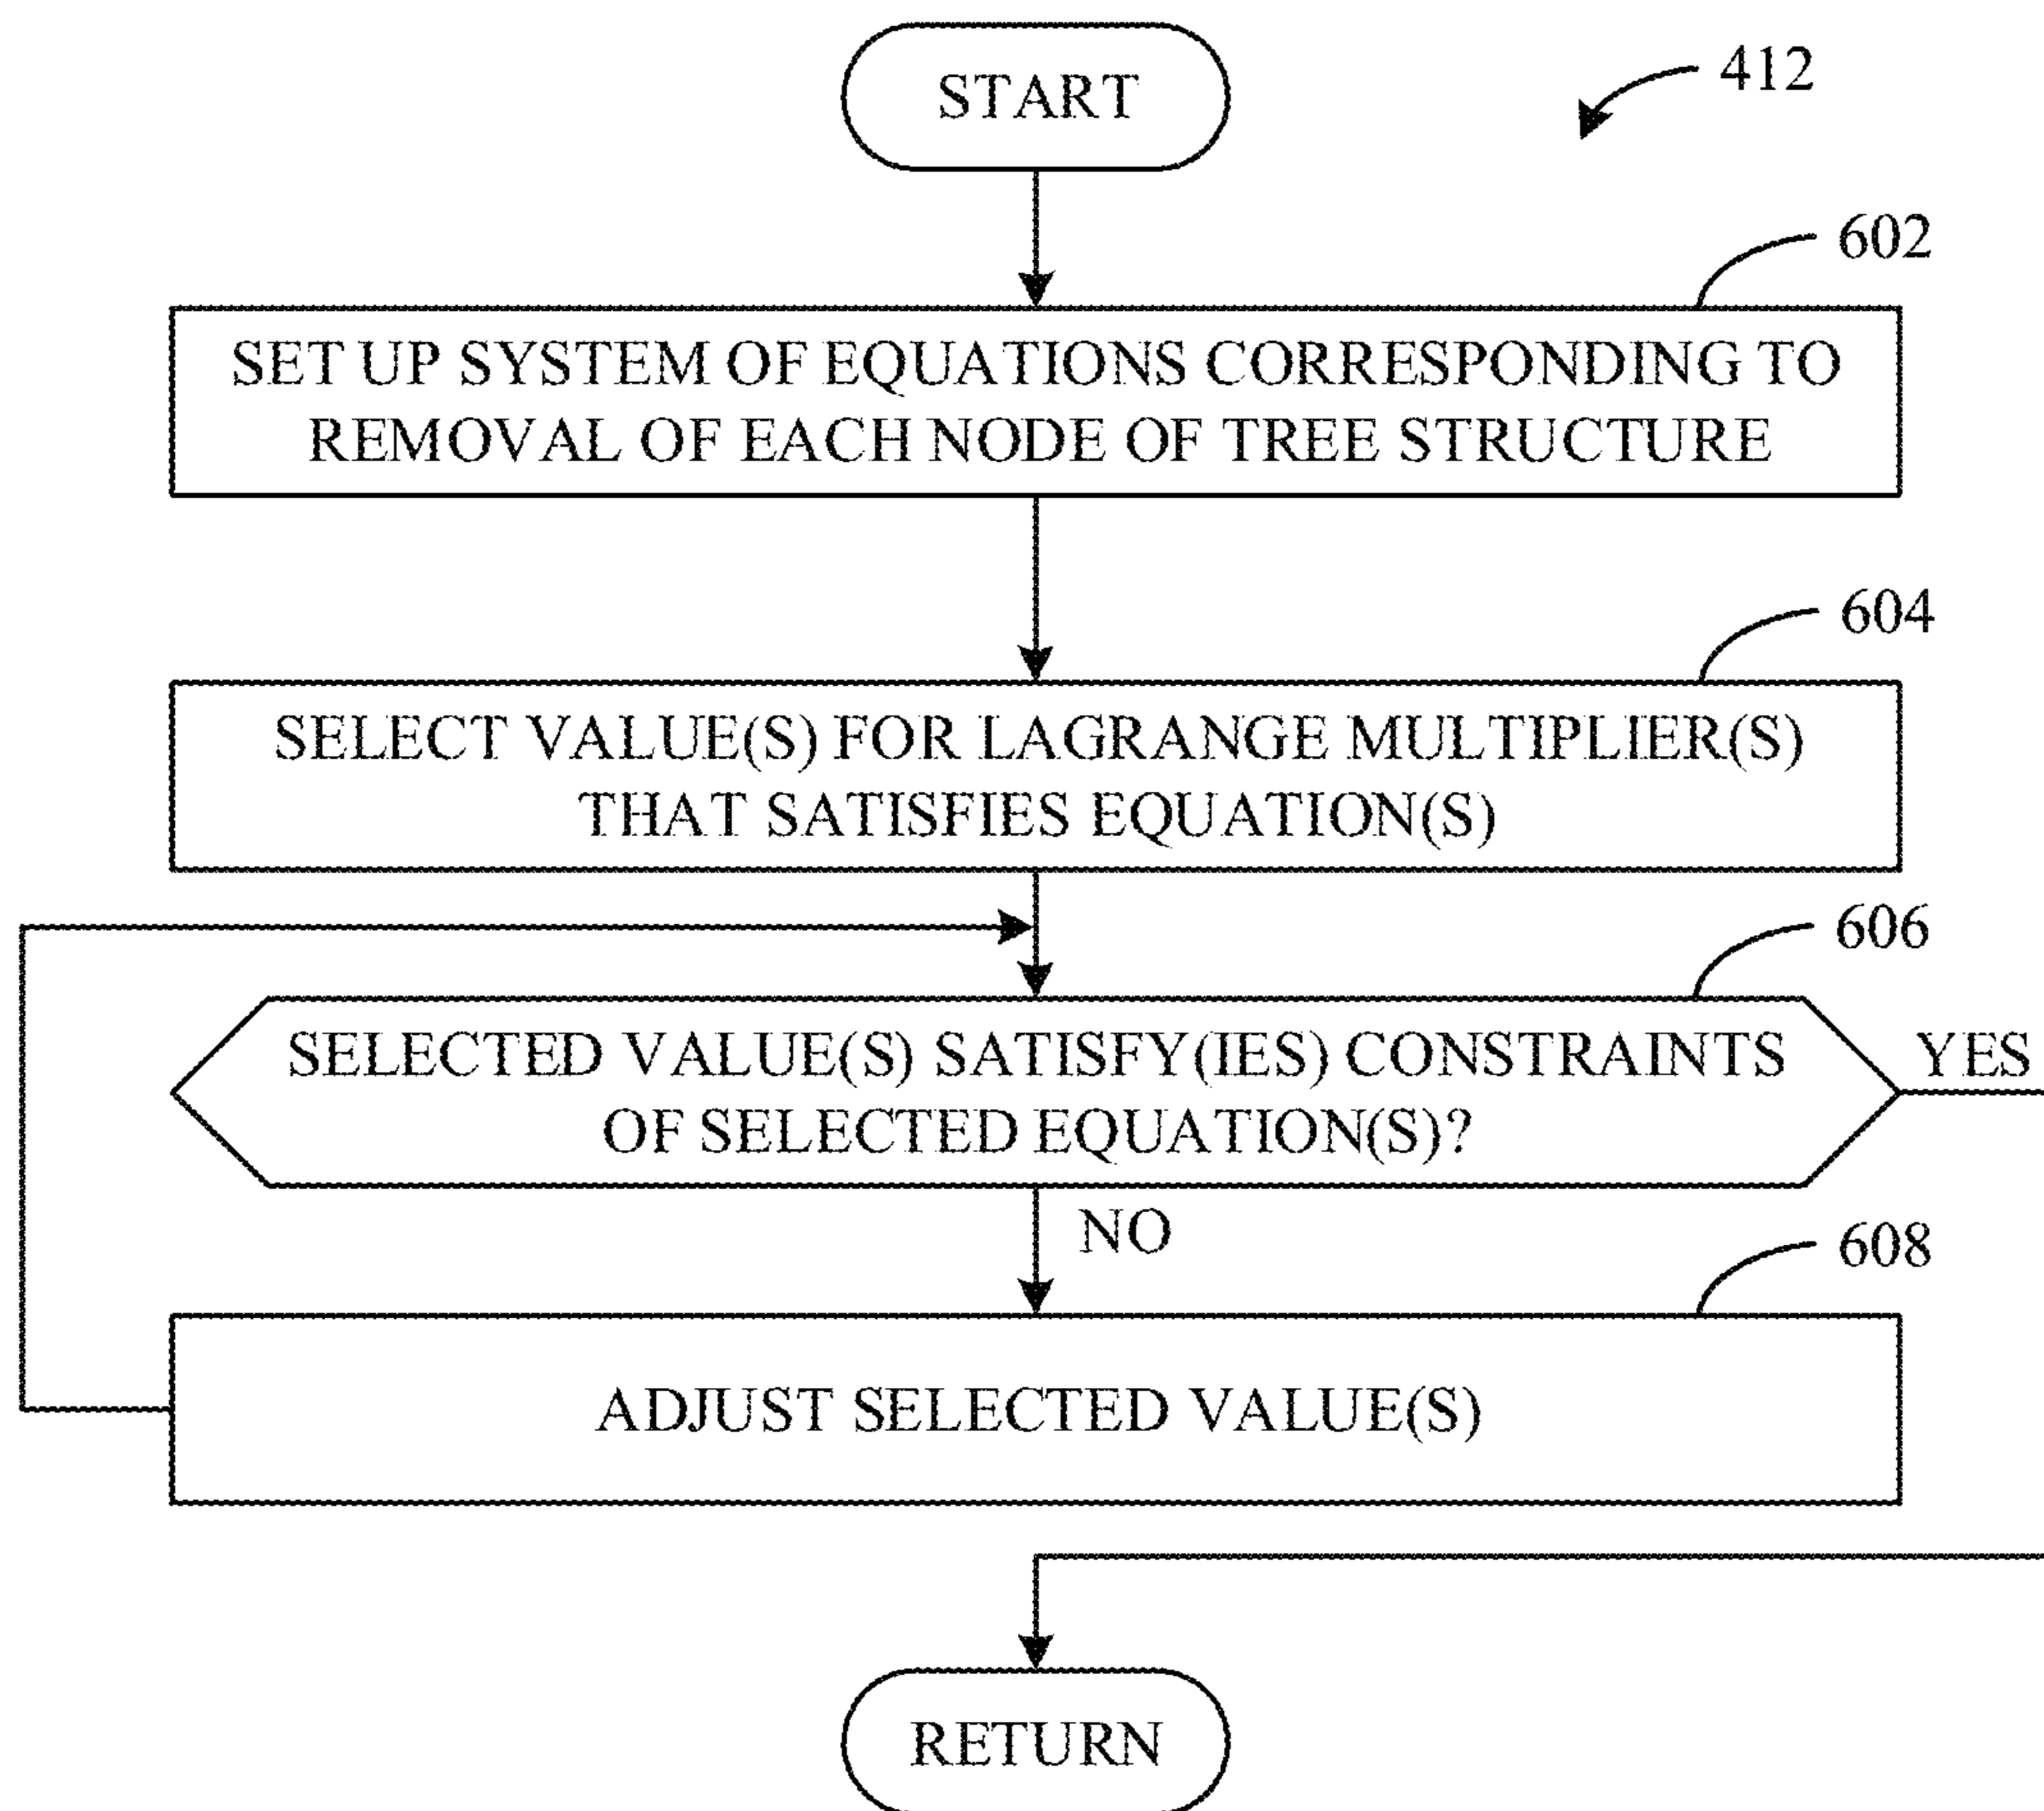 START
412
602
SET UP SYSTEM OF EQUATIONS CORRESPONDING TO
REMOVAL OF EACH NODE OF TREE STRUCTURE
604
SELECT VALUE(S) FOR LAGRANGE MULTIPLIER(S)
THAT SATISFIES EQUATION(S)
606
SELECTED VALUE(S) SATISFY(IES) CONSTRAINTS
OF SELECTED EQUATION(S)?
YES
NO
608
ADJUST SELECTED VALUE(S)
RETURN